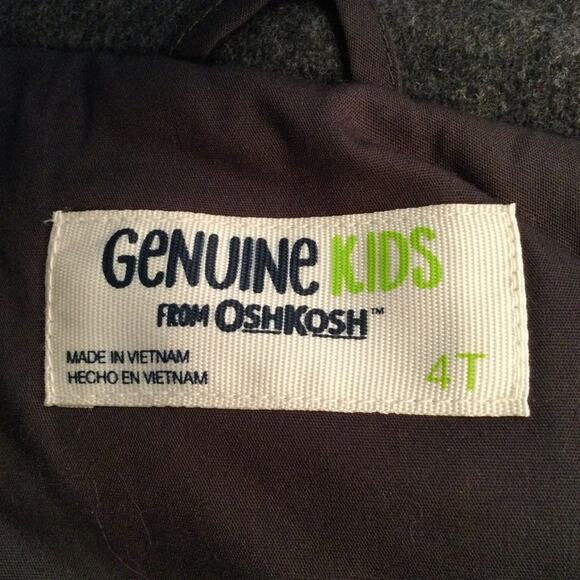 GENUINE KIDS
FROM OSHKOSH™
MADE IN VIETNAM
HECHO EN VIETNAM
4T